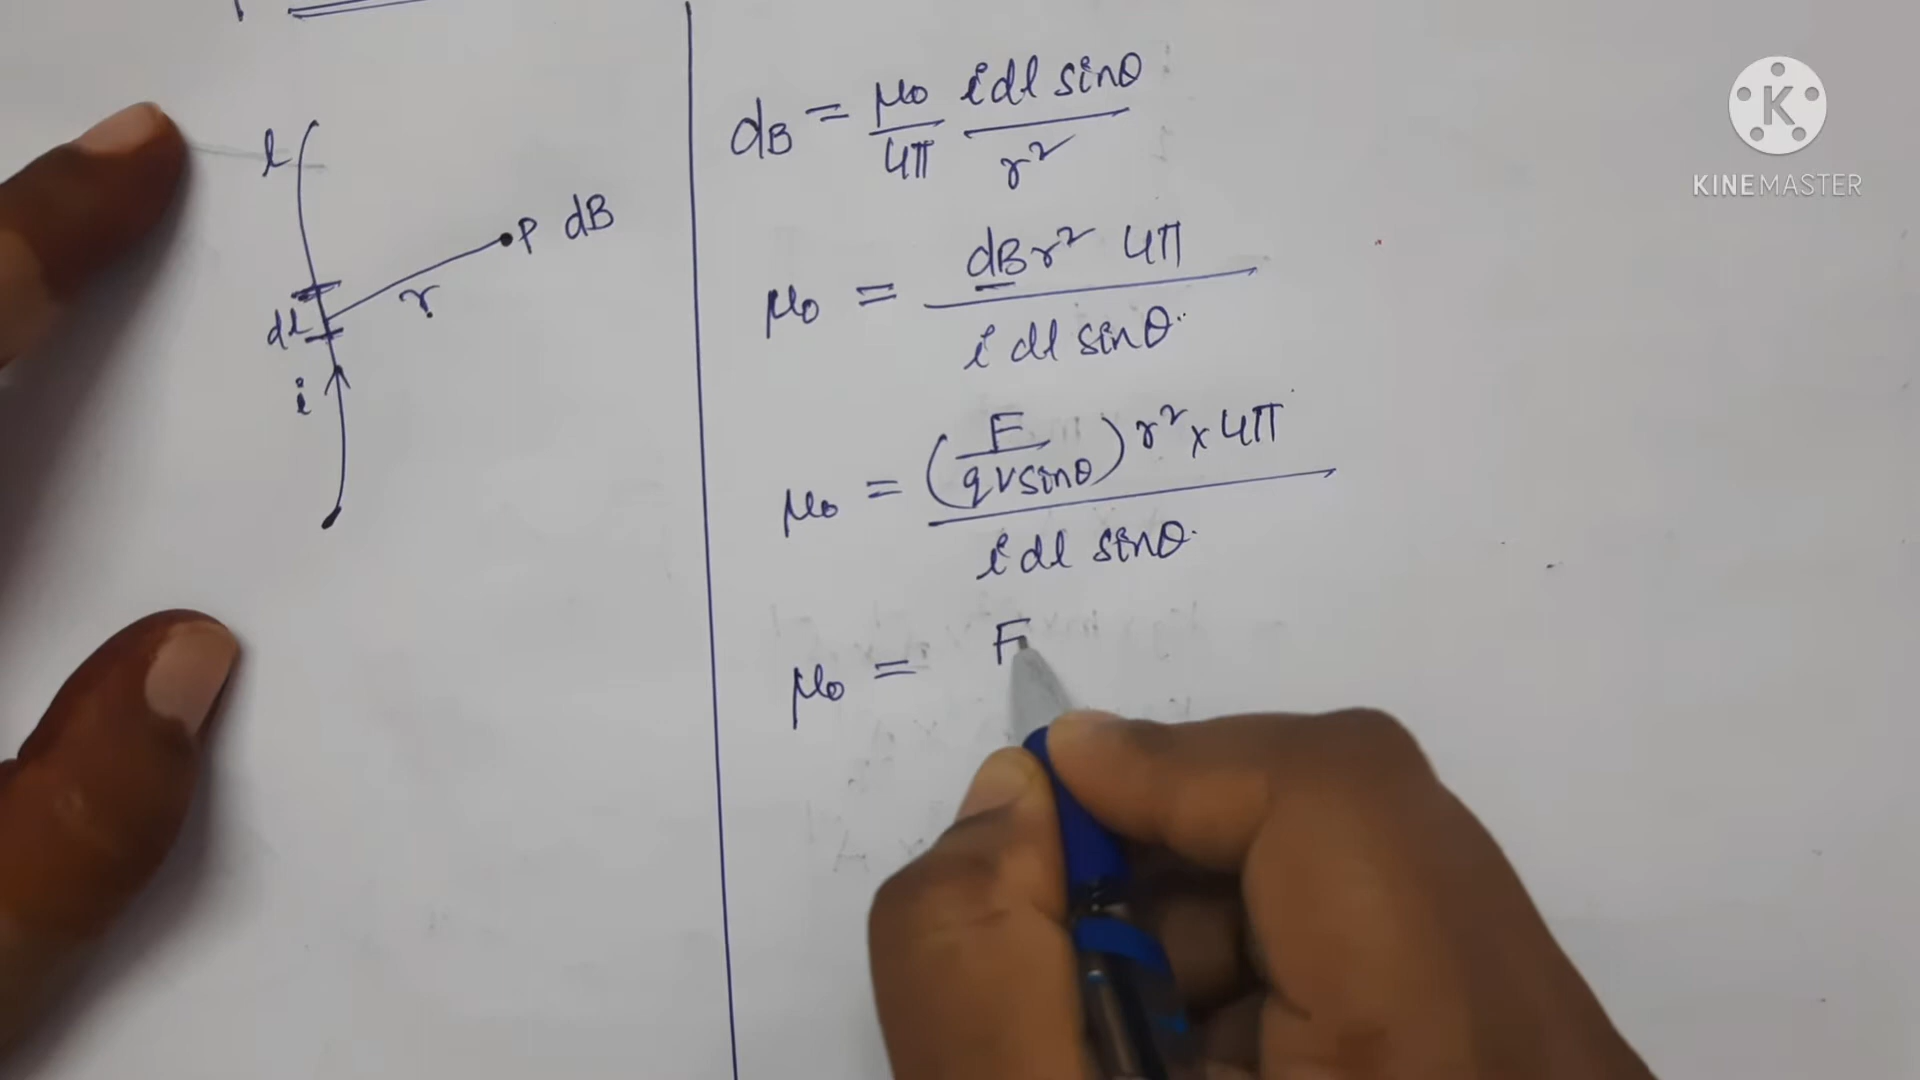 l
P dB
r
dl
i
dB = μ₀/4π i dl sinθ/r²
μ₀ = dB r² 4π / i dl sinθ
μ₀ = (F/qv sinθ) r² × 4π / i dl sinθ
μ₀ = F
K
KINEMASTER